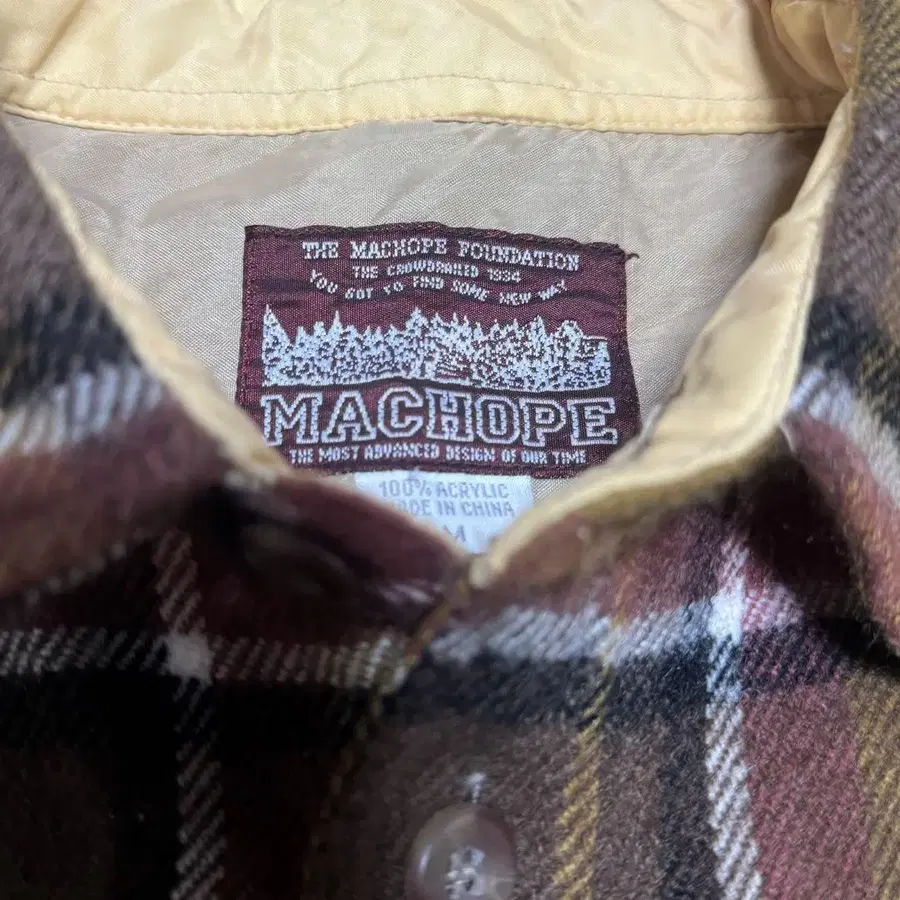 THE MACHOPE FOUNDATION
THE CROWDRAISED 1934
YOU GOT TO FIND SOME NEW WAY
MACHOPE
THE MOST ADVANCED DESIGN OF OUR TIME
100% ACRYLIC
MADE IN CHINA
M